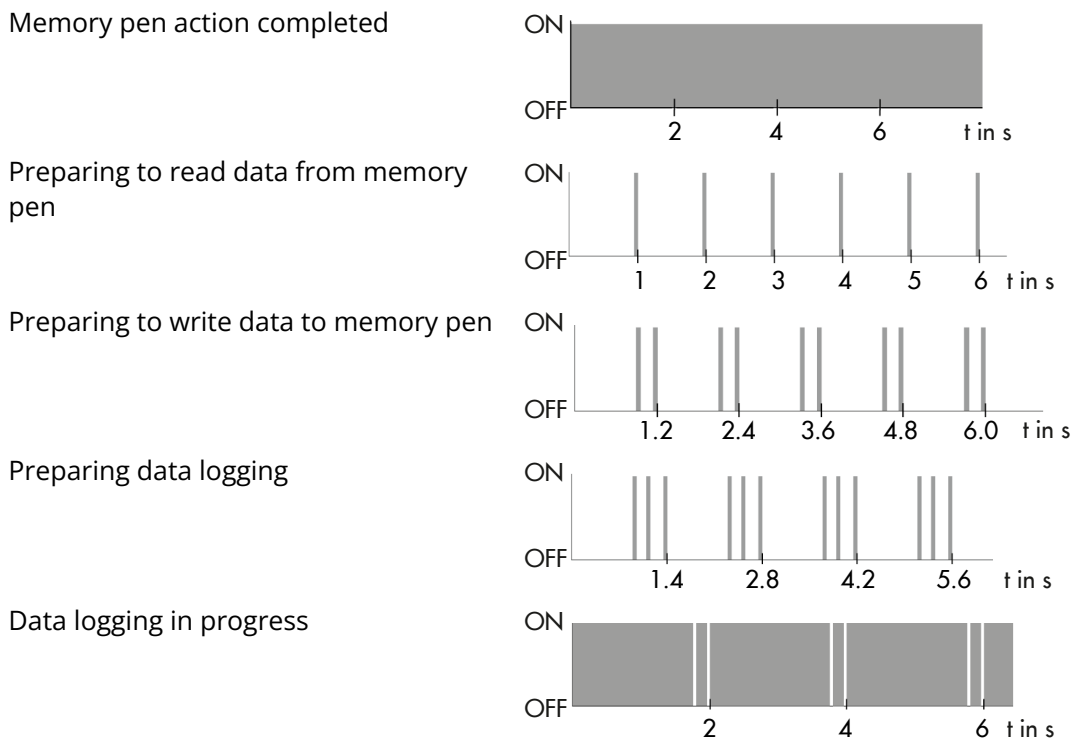 Memory pen action completed
ON
OFF
2 4 6 t in s
Preparing to read data from memory
pen
ON
OFF
1 2 3 4 5 6 t in s
Preparing to write data to memory pen
ON
OFF
1.2 2.4 3.6 4.8 6.0 t in s
Preparing data logging
ON
OFF
1.4 2.8 4.2 5.6 t in s
Data logging in progress
ON
OFF
2 4 6 t in s